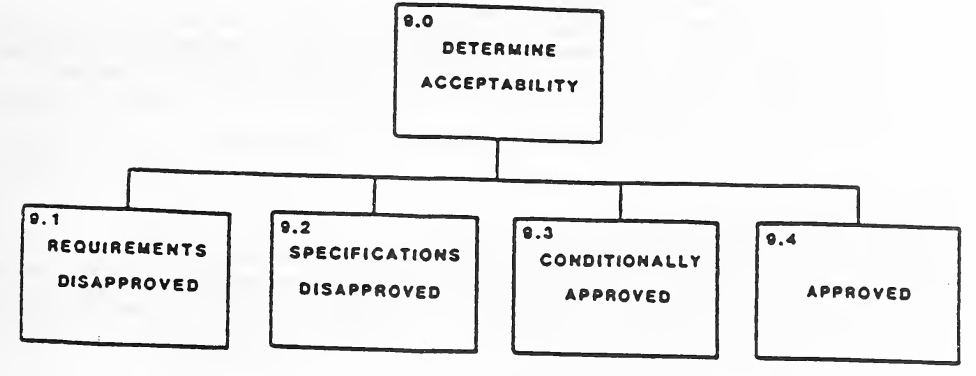 9.0
DETERMINE
ACCEPTABILITY
9.1
REQUIREMENTS
DISAPPROVED
9.2
SPECIFICATIONS
DISAPPROVED
9.3
CONDITIONALLY
APPROVED
9.4
APPROVED